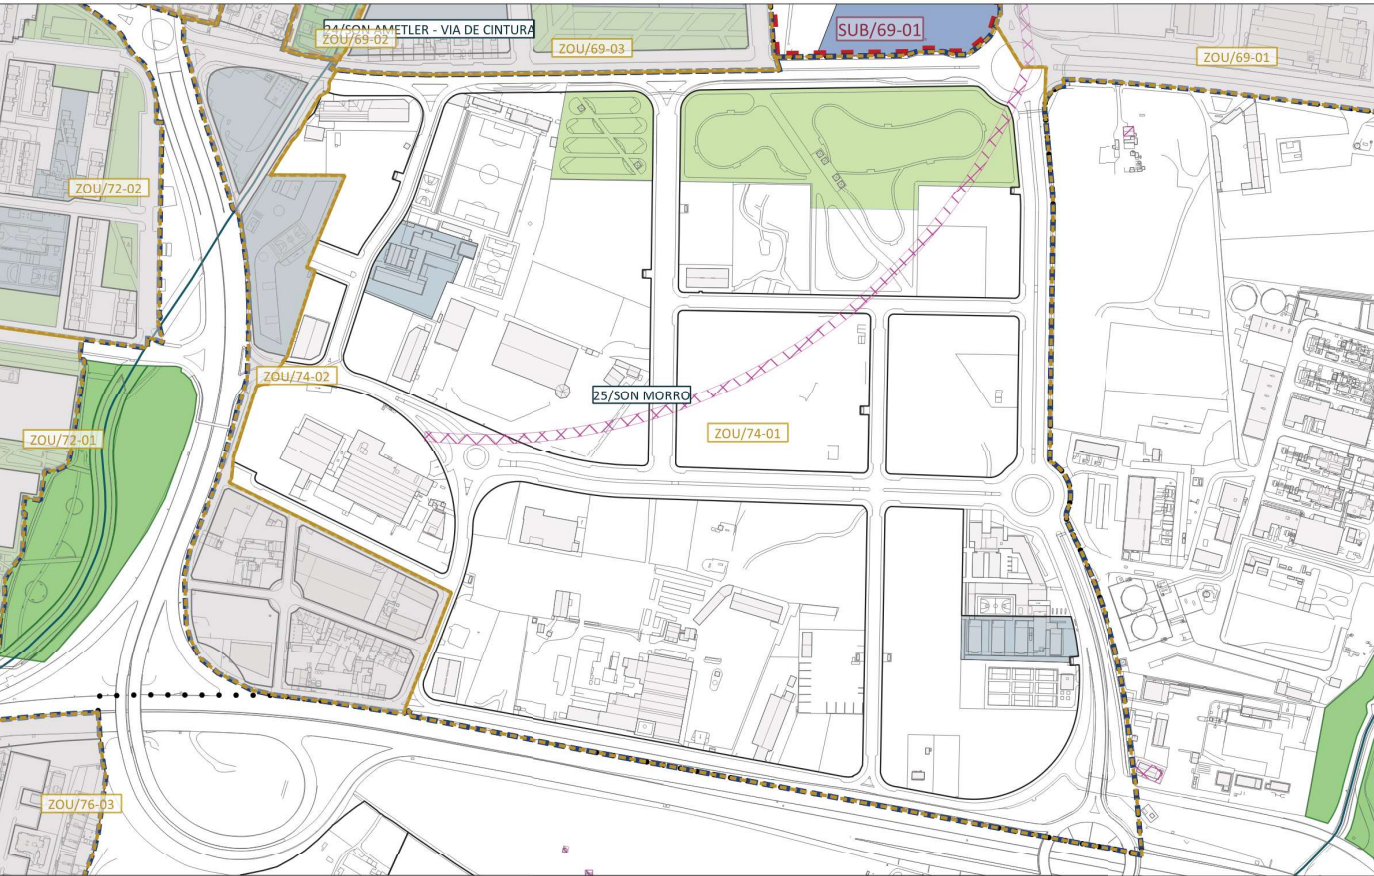 24/SON AMETLER - VIA DE CINTURA
ZOU/69-02
ZOU/69-03
SUB/69-01
ZOU/69-01
ZOU/72-02
ZOU/74-02
25/SON MORRO
ZOU/74-01
ZOU/72-01
ZOU/76-03